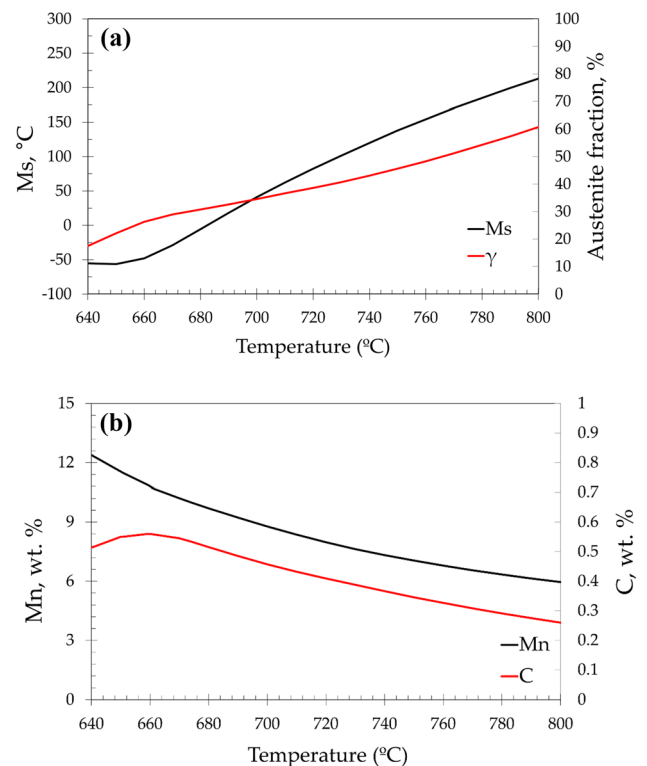 (a)
300
250
200
150
100
50
0
-50
-100
Ms, °C
100
90
80
70
60
50
40
30
20
10
0
Austenite fraction, %
Ms
γ
640 660 680 700 720 740 760 780 800
Temperature (ºC)
(b)
15
12
9
6
3
0
Mn, wt. %
1
0.9
0.8
0.7
0.6
0.5
0.4
0.3
0.2
0.1
0
C, wt. %
Mn
C
640 660 680 700 720 740 760 780 800
Temperature (ºC)